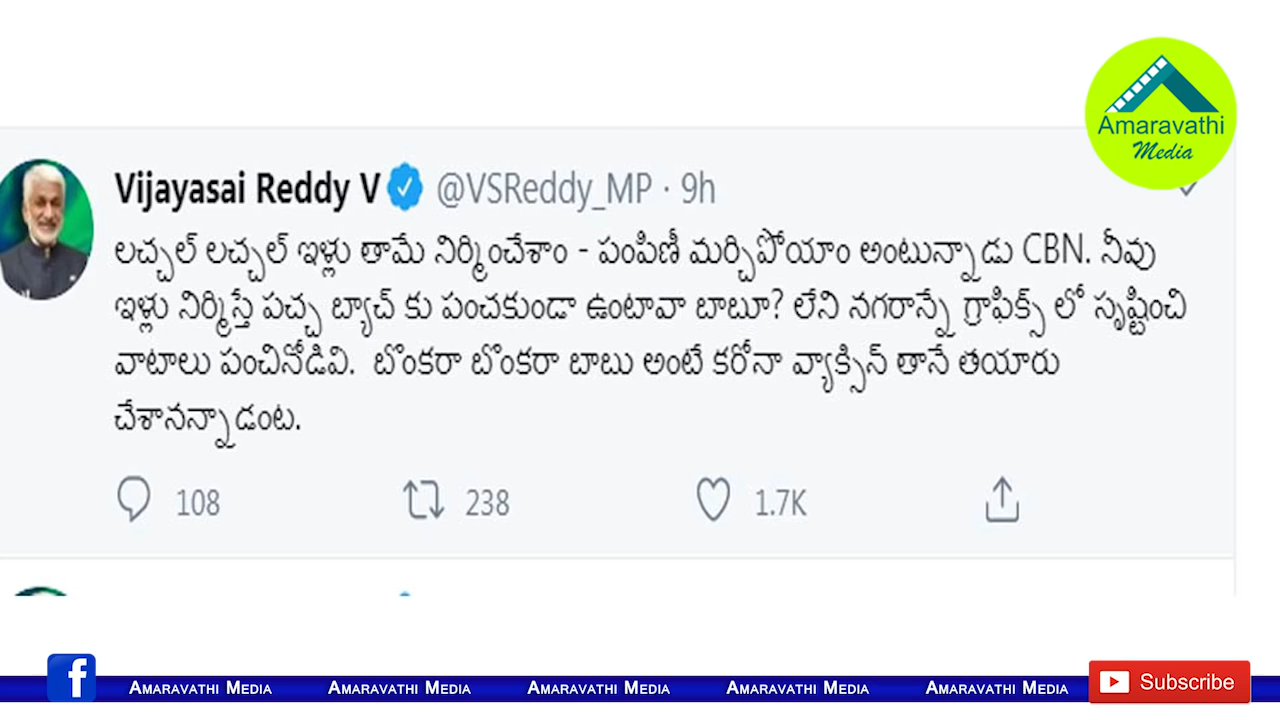 Amaravathi
Media
Vijayasai Reddy V @VSReddy_MP · 9h
లచ్చల్ లచ్చల్ ఇళ్లు తామే నిర్మించేశాం - పంపిణీ మర్చిపోయాం అంటున్నాడు CBN. నీవు
ఇళ్లు నిర్మిస్తే పచ్చ బ్యాచ్ కు పంచకుండా ఉంటావా బాబూ? లేని నగరాన్నే గ్రాఫిక్స్ లో సృష్టించి
వాటాలు పంచినోడివి. బొంకరా బొంకరా బాబు అంటే కరోనా వ్యాక్సిన్ తానే తయారు
చేశానన్నాడంట.
108 238 1.7K
f Amaravathi Media Amaravathi Media Amaravathi Media Amaravathi Media Amaravathi Media Subscribe